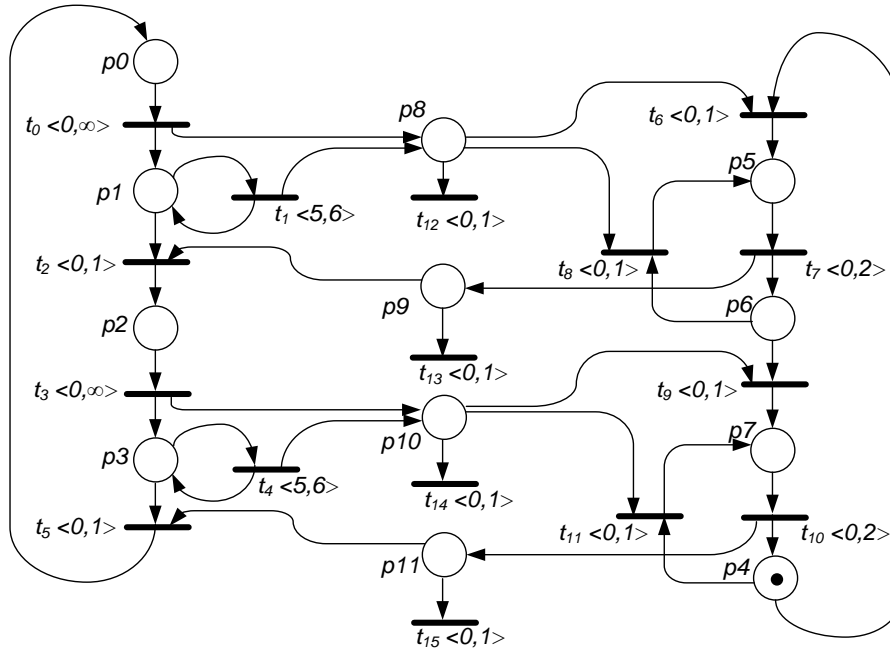 p0
t0 <0,∞>
p8
t6 <0,1>
p1
t1 <5,6>
t12 <0,1>
p5
t2 <0,1>
t8 <0,1>
t7 <0,2>
p9
p6
p2
t13 <0,1>
t3 <0,∞>
t9 <0,1>
p3
p10
p7
t4 <5,6>
t14 <0,1>
t5 <0,1>
t11 <0,1>
t10 <0,2>
p11
p4
t15 <0,1>